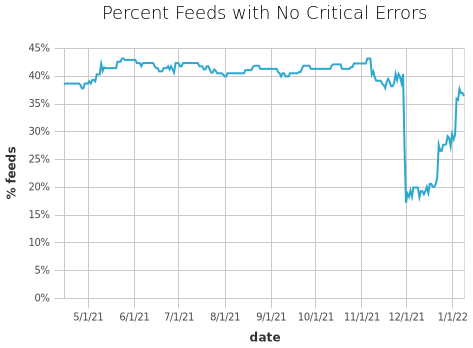 Percent Feeds with No Critical Errors
45%
40%
35%
30%
25%
20%
15%
10%
5%
0%
% feeds
5/1/21 6/1/21 7/1/21 8/1/21 9/1/21 10/1/21 11/1/21 12/1/21 1/1/22
date